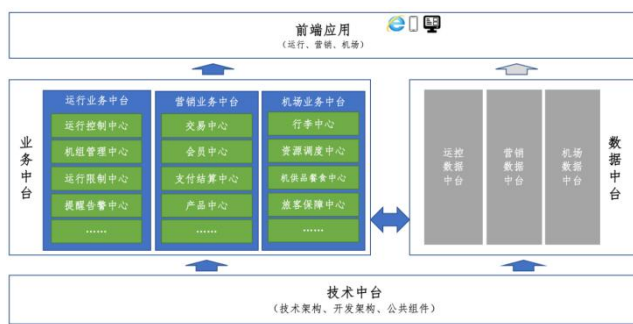 前端应用
（运行、营销、机场）
业务中台
运行业务中台
运行控制中心
机组管理中心
运行限制中心
提醒告警中心
……
营销业务中台
交易中心
会员中心
支付结算中心
产品中心
……
机场业务中台
行李中心
资源调度中心
机供品餐食中心
旅客保障中心
……
运控数据中台
营销数据中台
机场数据中台
数据中台
技术中台
（技术架构、开发架构、公共组件）